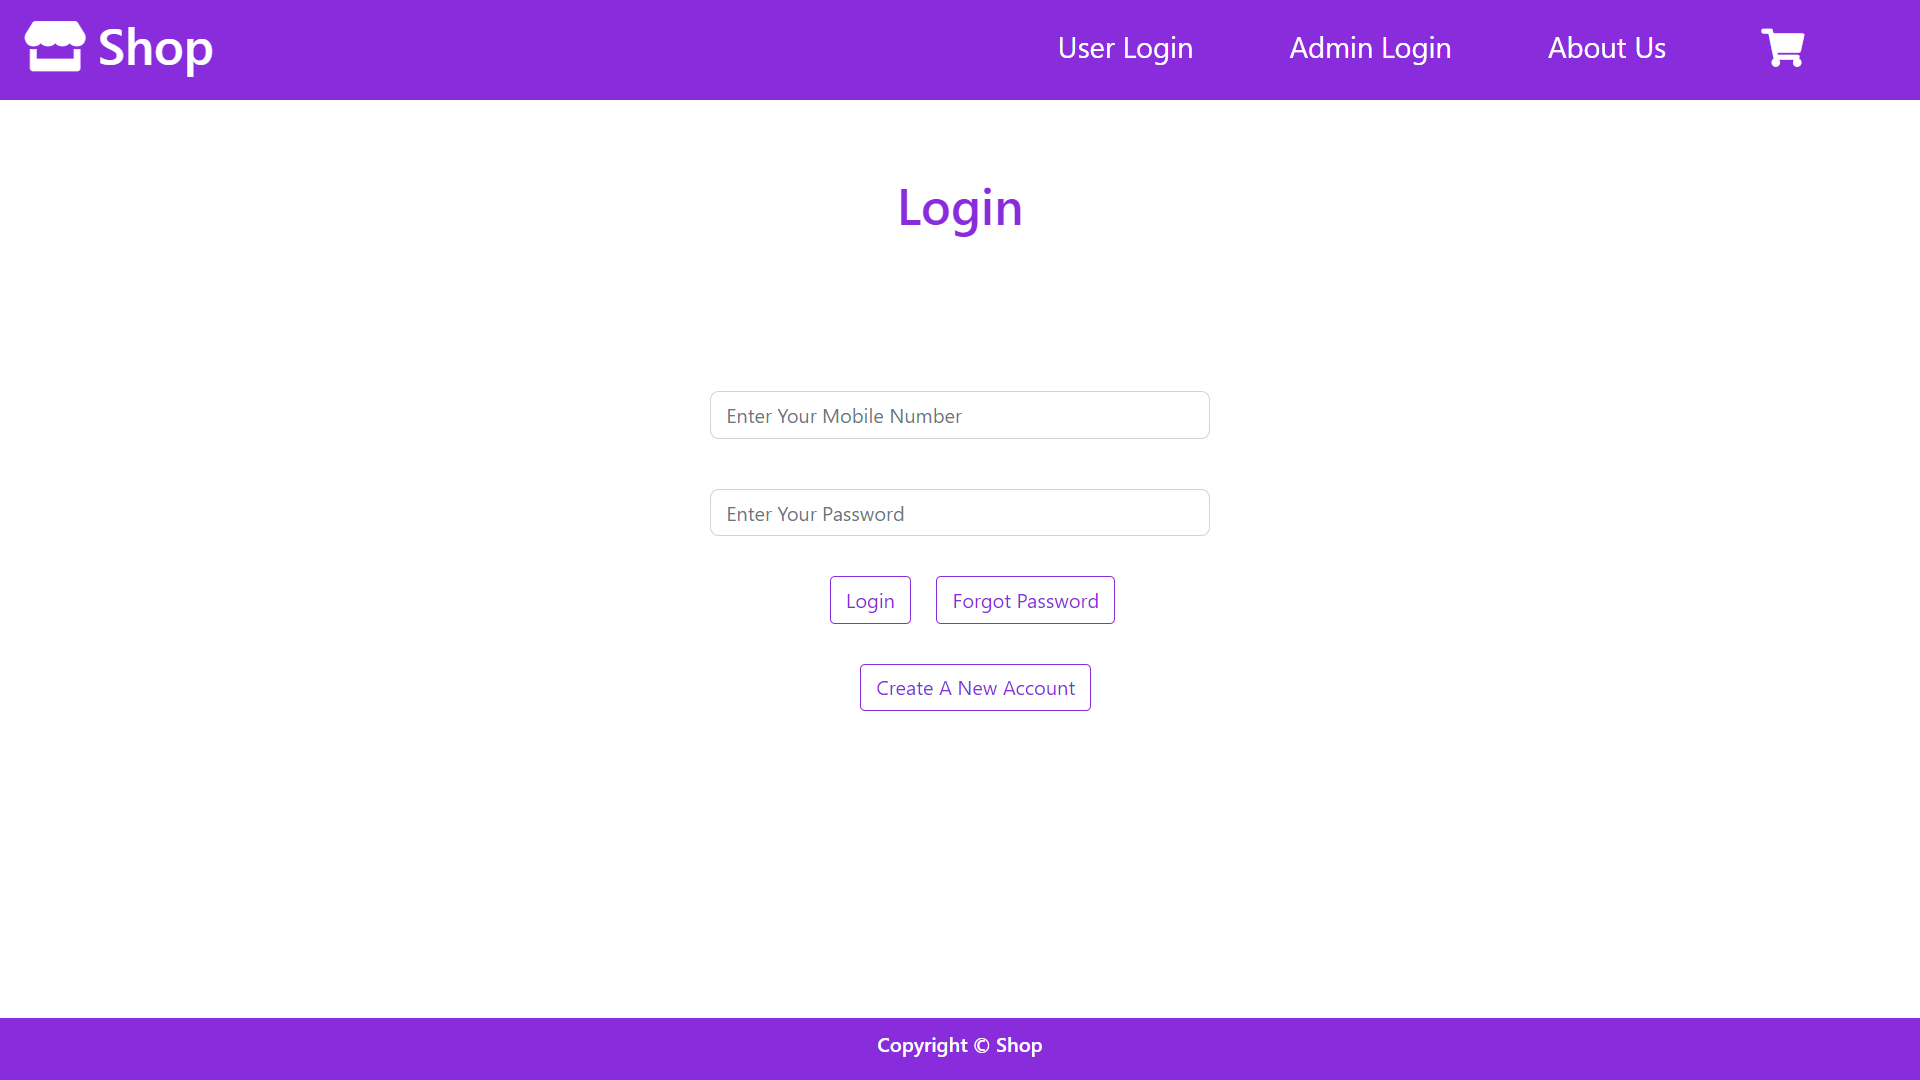 Shop
User Login
Admin Login
About Us
Login
Enter Your Mobile Number
Enter Your Password
Login
Forgot Password
Create A New Account
Copyright © Shop